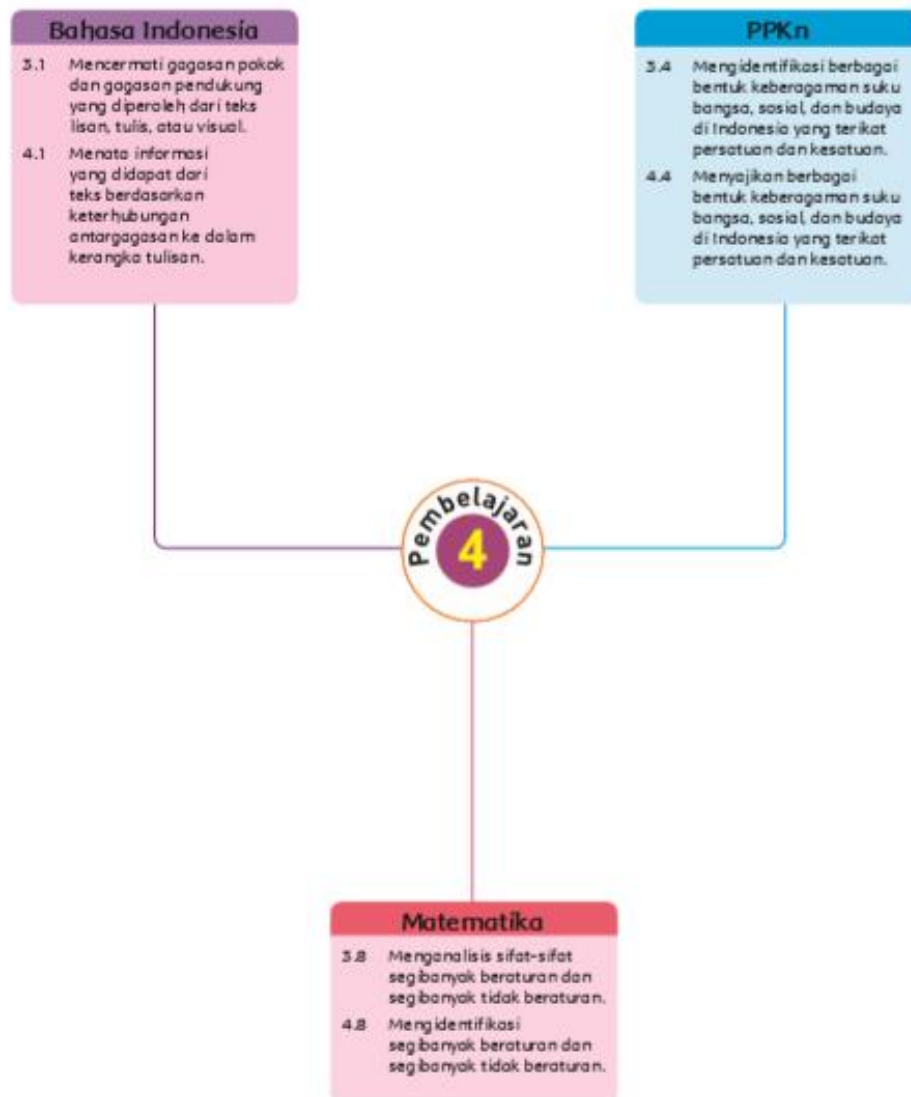 Bahasa Indonesia
3.1 Mencermati gagasan pokok
dan gagasan pendukung
yang diperoleh dari teks
lisan, tulis, atau visual.
4.1 Menata informasi
yang didapat dari
teks berdasarkan
keterhubungan
antargagasan ke dalam
kerangka tulisan.
PPKn
3.4 Mengidentifikasi berbagai
bentuk keberagaman suku
bangsa, sosial, dan budaya
di Indonesia yang terikat
persatuan dan kesatuan.
4.4 Menyajikan berbagai
bentuk keberagaman suku
bangsa, sosial, dan budaya
di Indonesia yang terikat
persatuan dan kesatuan.
Pembelajaran
4
Matematika
3.8 Menganalisis sifat-sifat
segibanyak beraturan dan
segibanyak tidak beraturan.
4.8 Mengidentifikasi
segibanyak beraturan dan
segibanyak tidak beraturan.